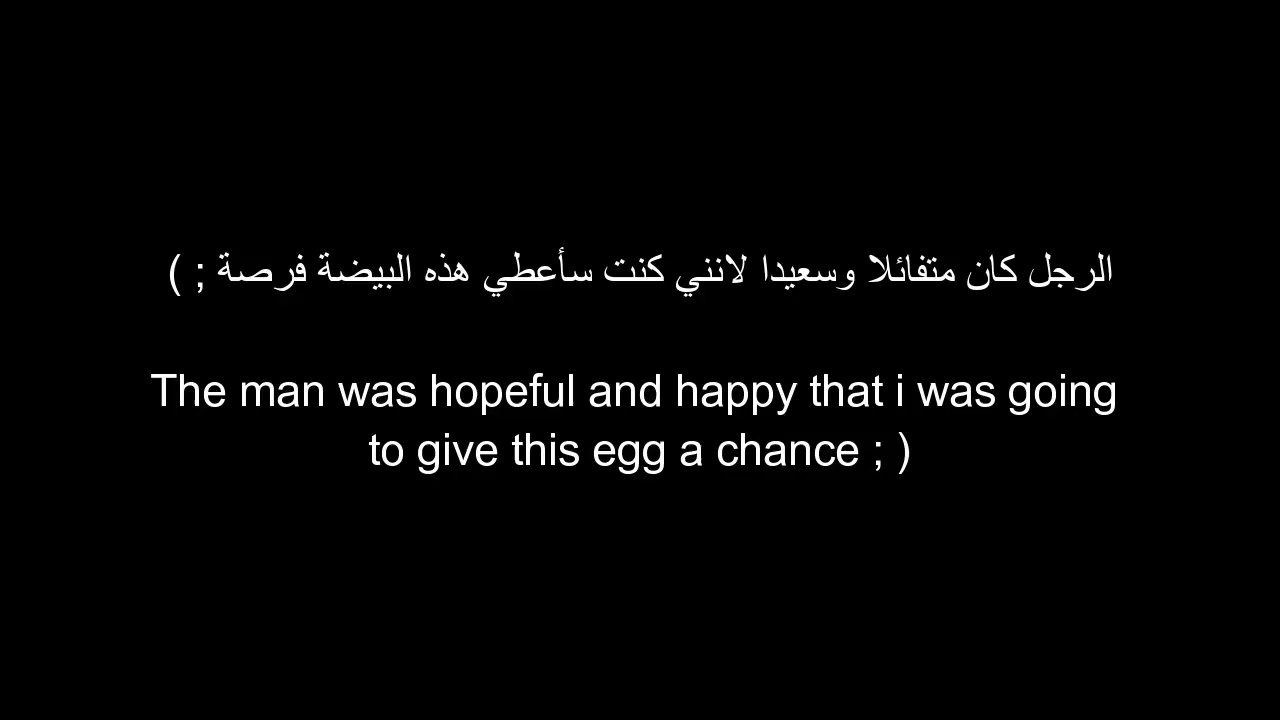 الرجل كان متفائلا وسعيدا لانني كنت سأعطي هذه البيضة فرصة ; )
The man was hopeful and happy that i was going
to give this egg a chance ; )